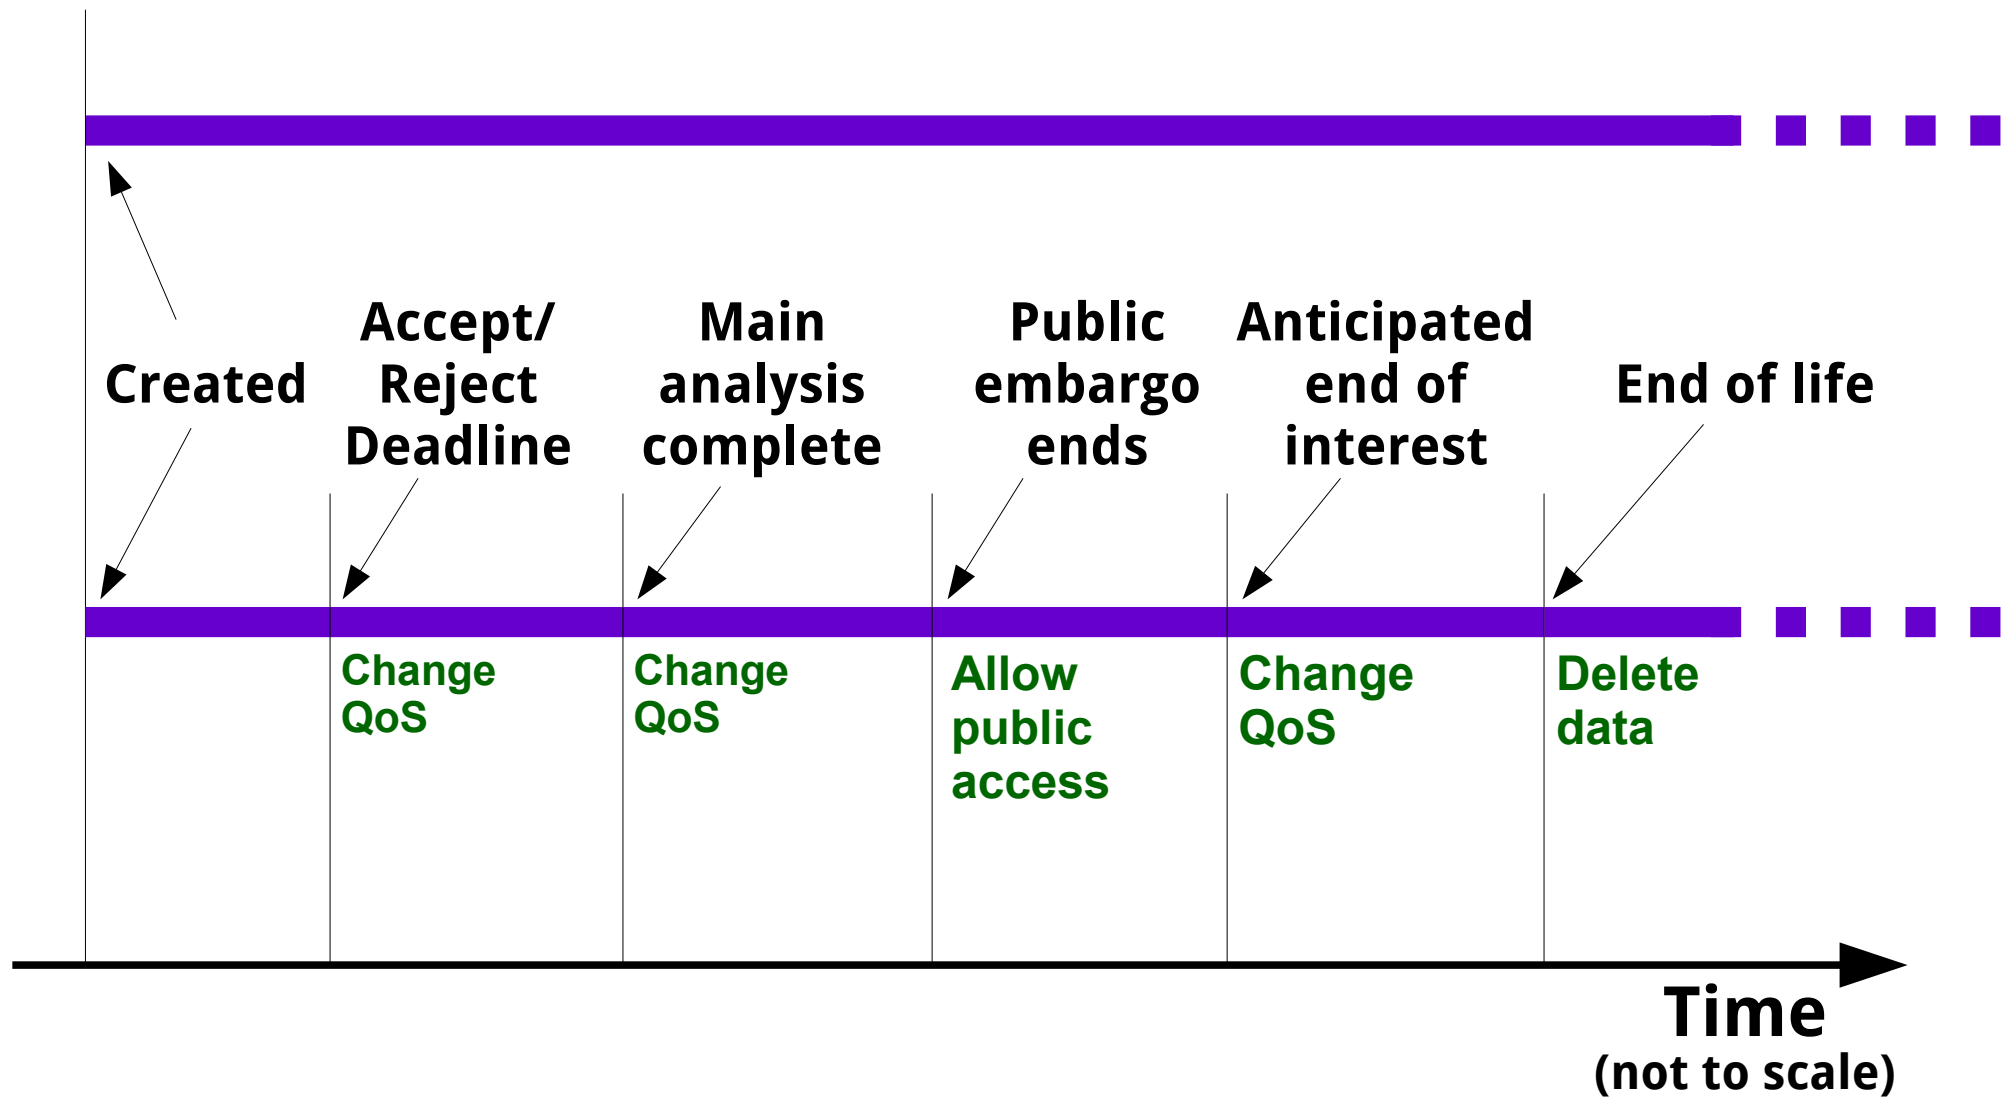 Created
Accept/
Reject
Deadline
Main
analysis
complete
Public
embargo
ends
Anticipated
end of
interest
End of life
Change
QoS
Change
QoS
Allow
public
access
Change
QoS
Delete
data
Time
(not to scale)